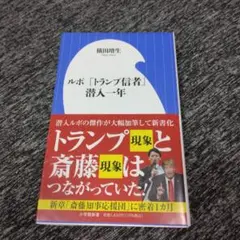 横田増生
ルポ「トランプ信者」
潜入一年
潜入ルポの傑作が大幅加筆して新書化
トランプ現象と
斎藤現象は
つながっていた!
新章「斎藤知事応援団」に密着1カ月
小学館新書